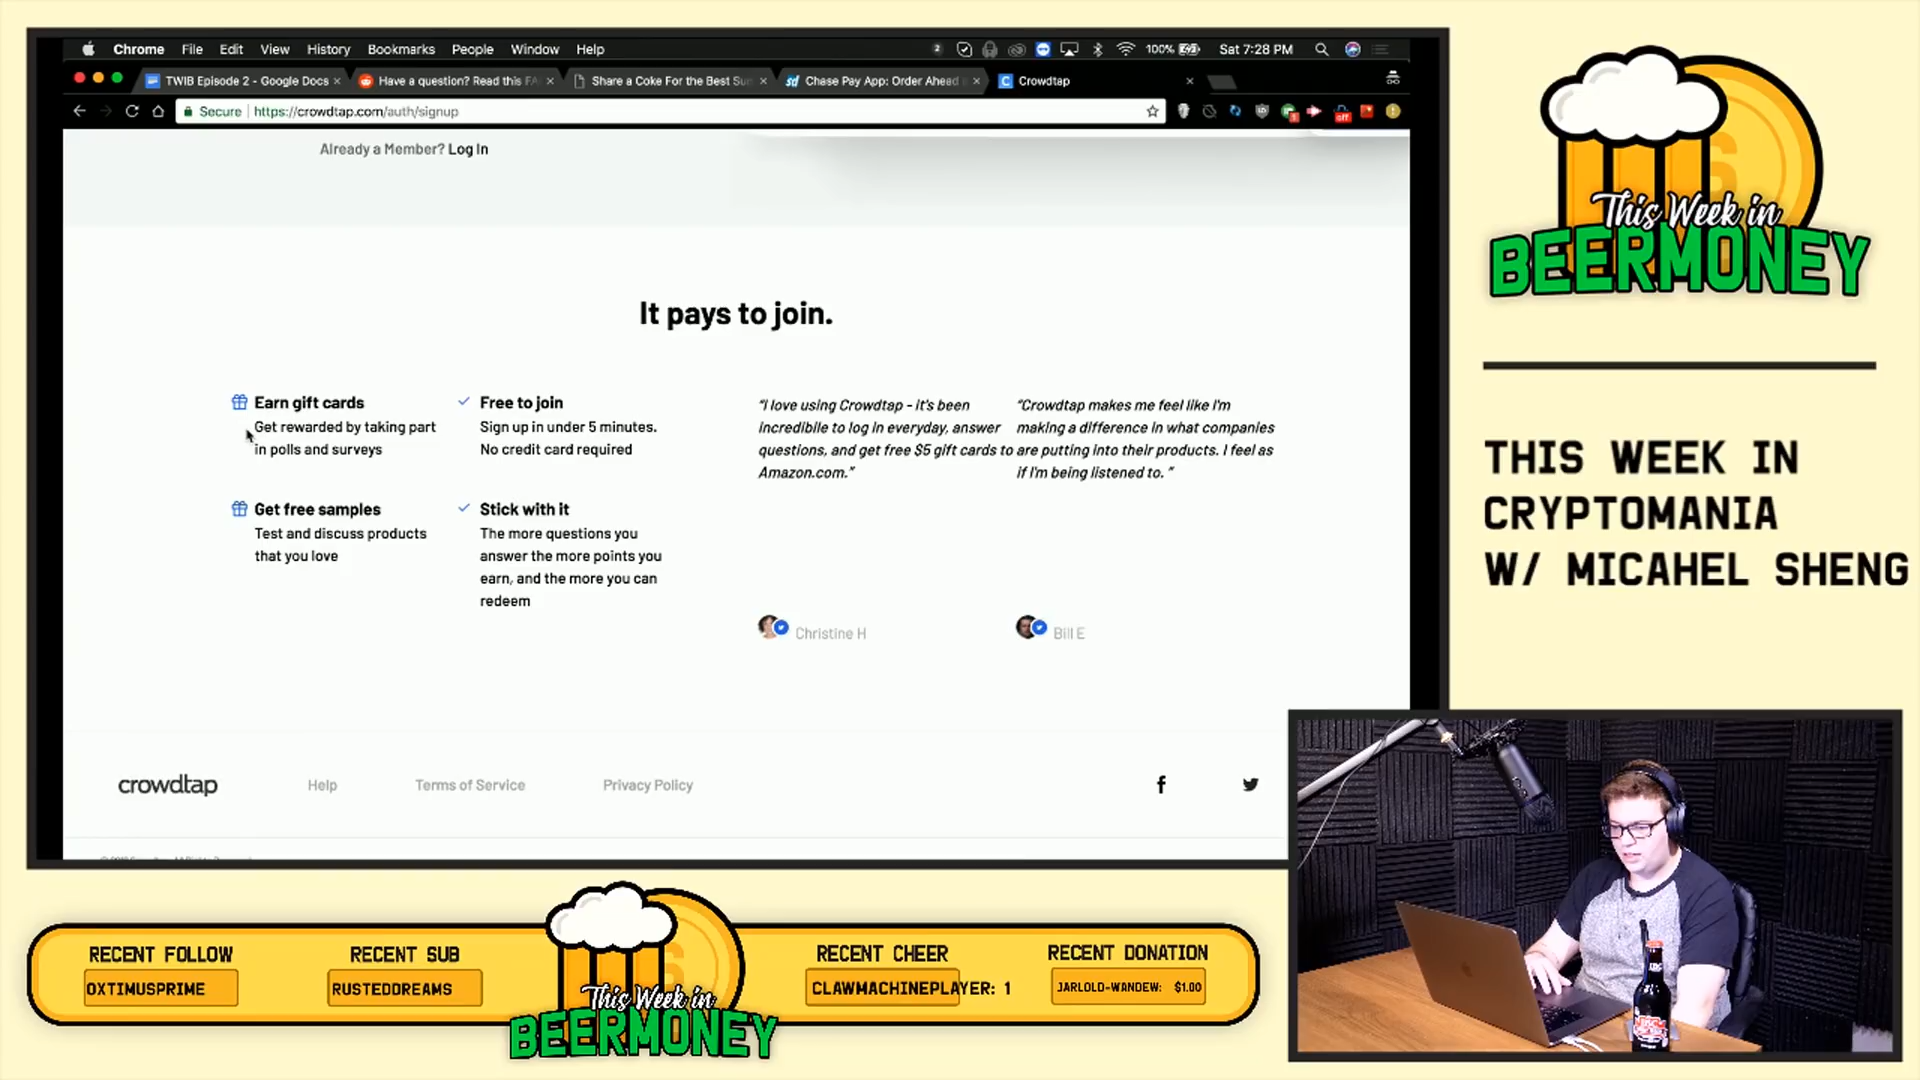 Chrome File Edit View History Bookmarks People Window Help
2 100% Sat 7:28 PM
TWIB Episode 2 - Google Docs
Have a question? Read this FA
Share a Coke For the Best Su
Chase Pay App: Order Ahead
Crowdtap
Secure https://crowdtap.com/auth/signup
off
Already a Member? Log In
It pays to join.
Earn gift cards
Get rewarded by taking part
in polls and surveys
Free to join
Sign up in under 5 minutes.
No credit card required
Get free samples
Test and discuss products
that you love
Stick with it
The more questions you
answer the more points you
earn, and the more you can
redeem
"I love using Crowdtap - it's been
incredibile to log in everyday, answer
questions, and get free $5 gift cards to
Amazon.com."
"Crowdtap makes me feel like I'm
making a difference in what companies
are putting into their products. I feel as
if I'm being listened to. "
Christine H
Bill E
crowdtap
Help
Terms of Service
Privacy Policy
This Week in
BEERMONEY
THIS WEEK IN
CRYPTOMANIA
W/ MICAHEL SHENG
RECENT FOLLOW
OXTIMUSPRIME
RECENT SUB
RUSTEDDREAMS
This Week in
BEERMONEY
RECENT CHEER
CLAWMACHINEPLAYER: 1
RECENT DONATION
JARLOLD-WANDEW: $1.00